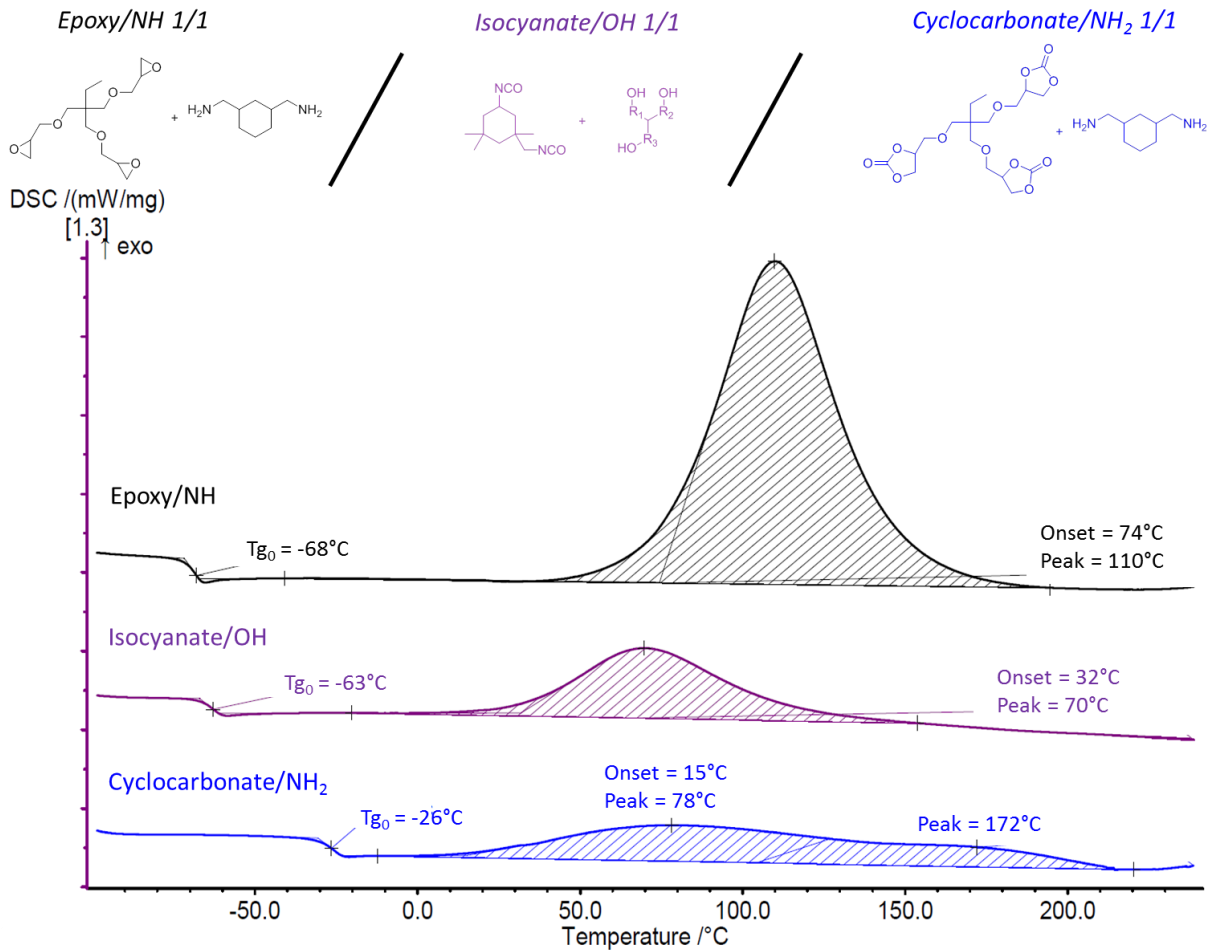 Epoxy/NH 1/1
Isocyanate/OH 1/1
Cyclocarbonate/NH₂ 1/1
O
O
O
O
O
O
+
H₂N
NH₂
NCO
NCO
+
OH
OH
R₁
R₂
R₃
HO
O
O
O
O
O
O
O
O
O
O
O
O
+
H₂N
NH₂
DSC /(mW/mg)
[1.3]
↑ exo
Epoxy/NH
Tg₀ = -68°C
Onset = 74°C
Peak = 110°C
Isocyanate/OH
Tg₀ = -63°C
Onset = 32°C
Peak = 70°C
Cyclocarbonate/NH₂
Tg₀ = -26°C
Onset = 15°C
Peak = 78°C
Peak = 172°C
-50.0 0.0 50.0 100.0 150.0 200.0
Temperature /°C